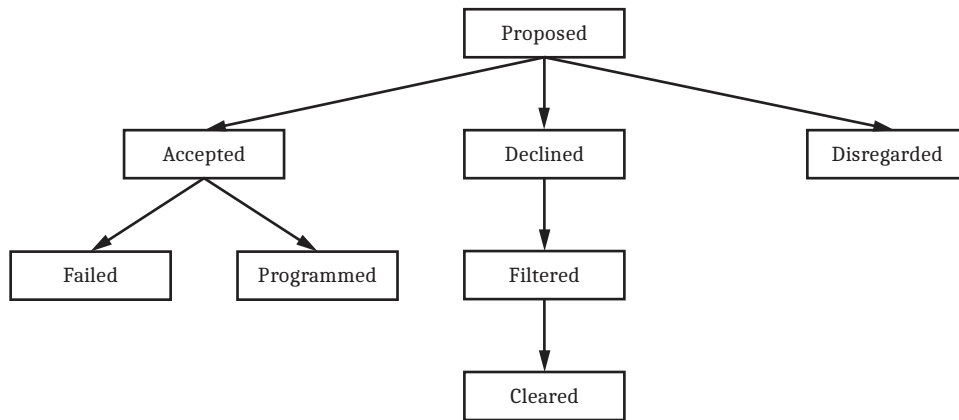 Proposed
Accepted
Declined
Disregarded
Failed
Programmed
Filtered
Cleared